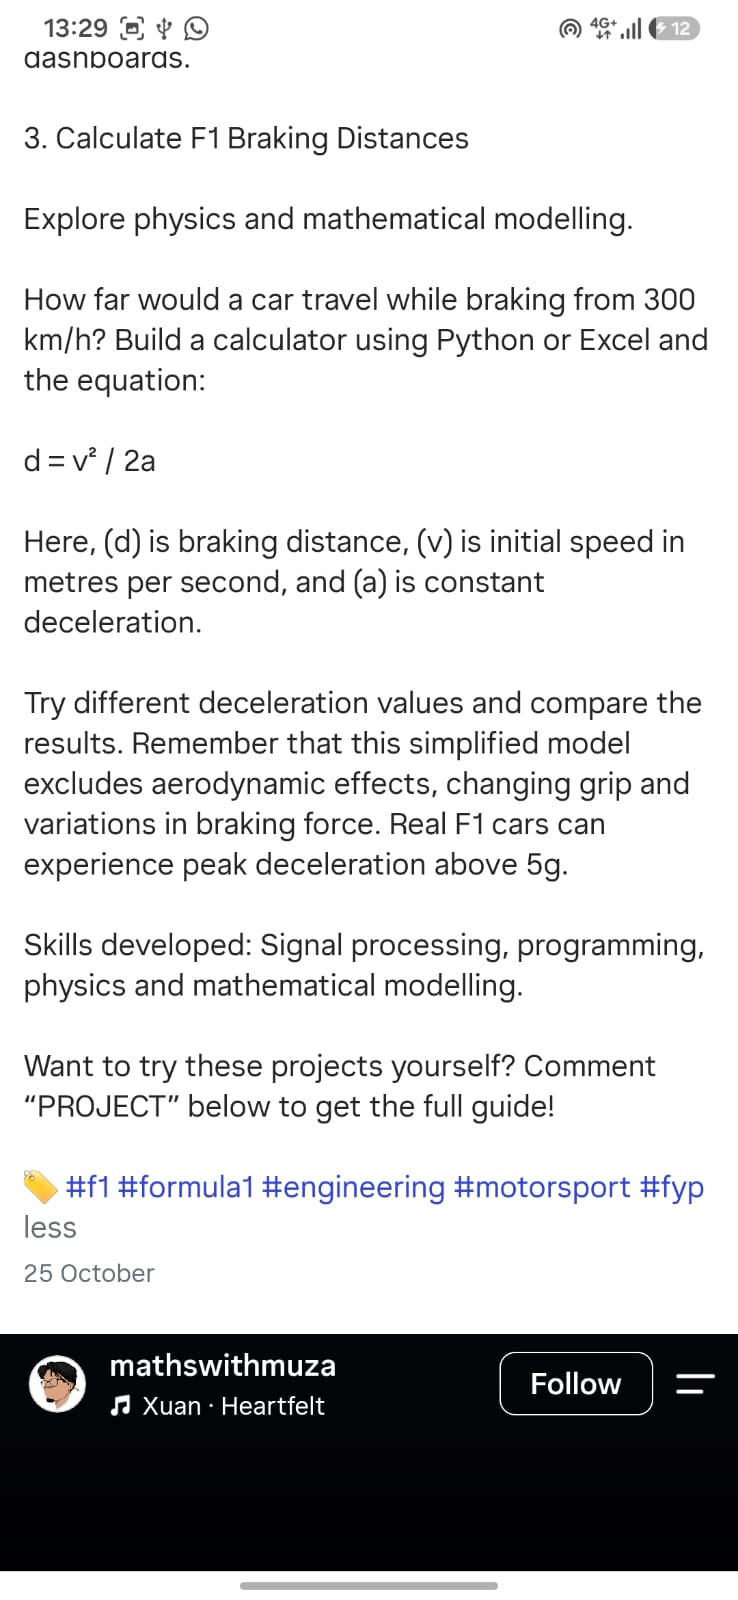 13:29
4G+
12
dashboards.
3. Calculate F1 Braking Distances
Explore physics and mathematical modelling.
How far would a car travel while braking from 300
km/h? Build a calculator using Python or Excel and
the equation:
d = v² / 2a
Here, (d) is braking distance, (v) is initial speed in
metres per second, and (a) is constant
deceleration.
Try different deceleration values and compare the
results. Remember that this simplified model
excludes aerodynamic effects, changing grip and
variations in braking force. Real F1 cars can
experience peak deceleration above 5g.
Skills developed: Signal processing, programming,
physics and mathematical modelling.
Want to try these projects yourself? Comment
“PROJECT” below to get the full guide!
🏷️ #f1 #formula1 #engineering #motorsport #fyp
less
25 October
mathswithmuza
Xuan · Heartfelt
Follow